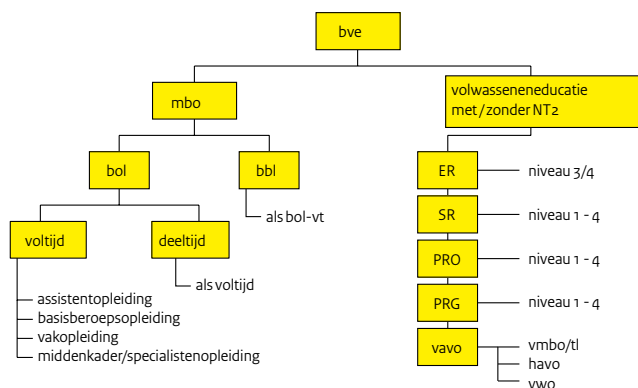 bve
mbo
volwasseneneducatie
met/zonder NT2
bol
bbl
als bol-vt
voltijd
deeltijd
als voltijd
assistentopleiding
basisberoepsopleiding
vakopleiding
middenkader/specialistenopleiding
ER
niveau 3/4
SR
niveau 1 - 4
PRO
niveau 1 - 4
PRG
niveau 1 - 4
vavo
vmbo/tl
havo
vwo